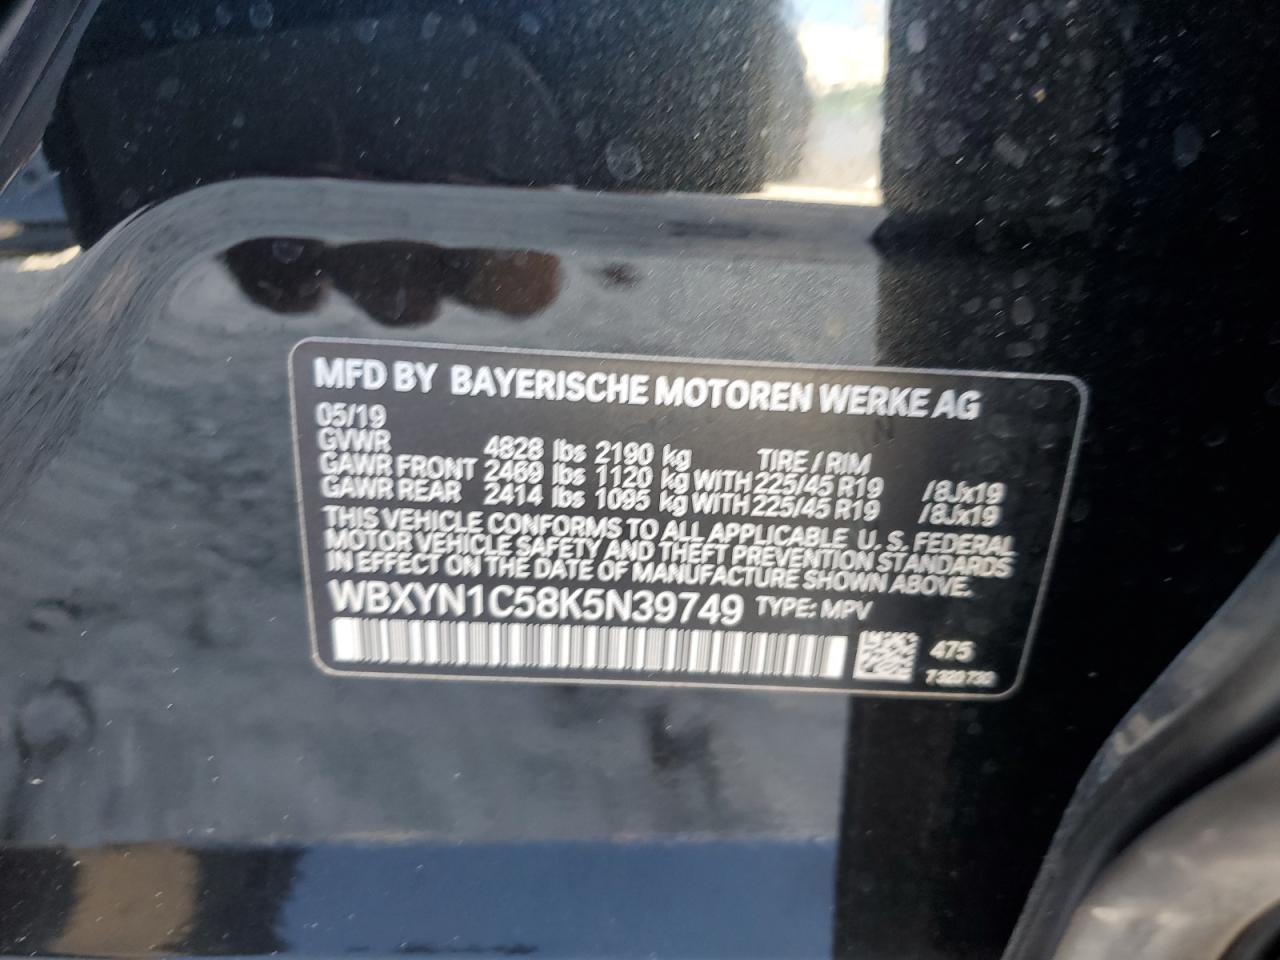 MFD BY BAYERISCHE MOTOREN WERKE AG
05/19
GVWR 4828 lbs 2190 kg TIRE / RIM
GAWR FRONT 2469 lbs 1120 kg WITH 225/45 R19 /8Jx19
GAWR REAR 2414 lbs 1095 kg WITH 225/45 R19 /8Jx19
THIS VEHICLE CONFORMS TO ALL APPLICABLE U. S. FEDERAL
MOTOR VEHICLE SAFETY AND THEFT PREVENTION STANDARDS
IN EFFECT ON THE DATE OF MANUFACTURE SHOWN ABOVE.
WBXYN1C58K5N39749 TYPE: MPV
475